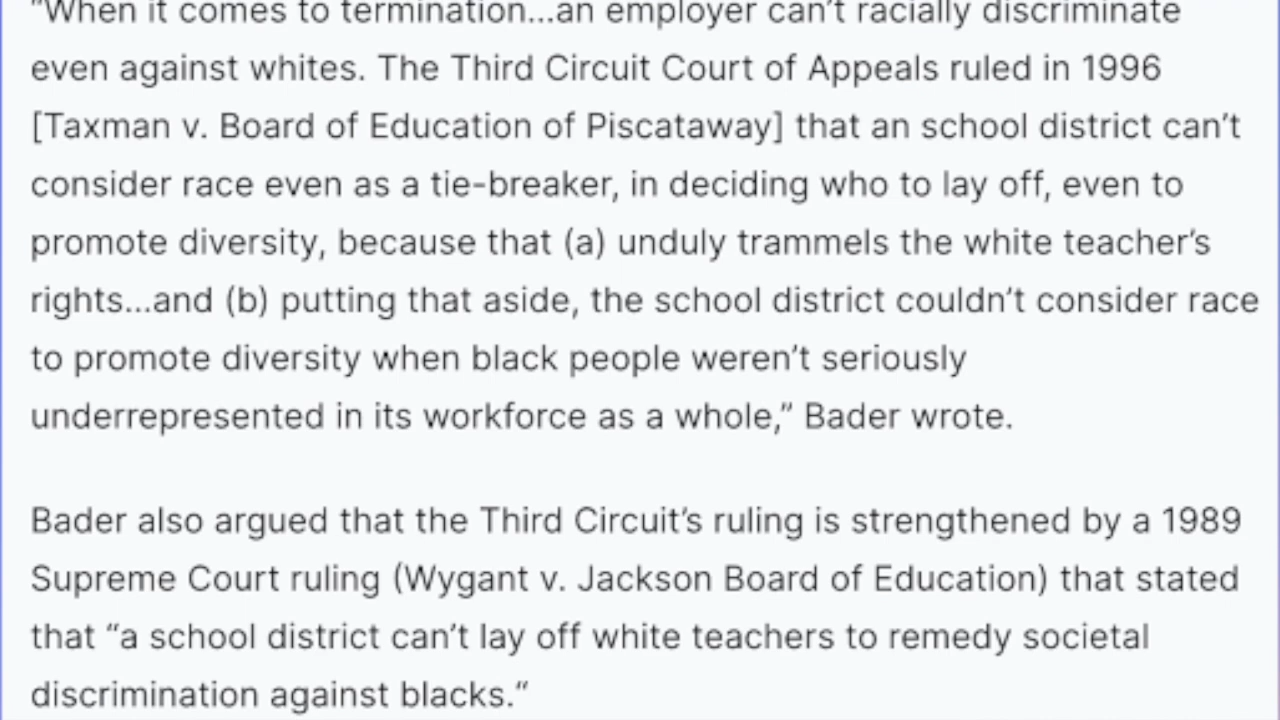 “When it comes to termination…an employer can’t racially discriminate
even against whites. The Third Circuit Court of Appeals ruled in 1996
[Taxman v. Board of Education of Piscataway] that an school district can’t
consider race even as a tie-breaker, in deciding who to lay off, even to
promote diversity, because that (a) unduly trammels the white teacher’s
rights…and (b) putting that aside, the school district couldn’t consider race
to promote diversity when black people weren’t seriously
underrepresented in its workforce as a whole,” Bader wrote.
Bader also argued that the Third Circuit’s ruling is strengthened by a 1989
Supreme Court ruling (Wygant v. Jackson Board of Education) that stated
that “a school district can’t lay off white teachers to remedy societal
discrimination against blacks.“